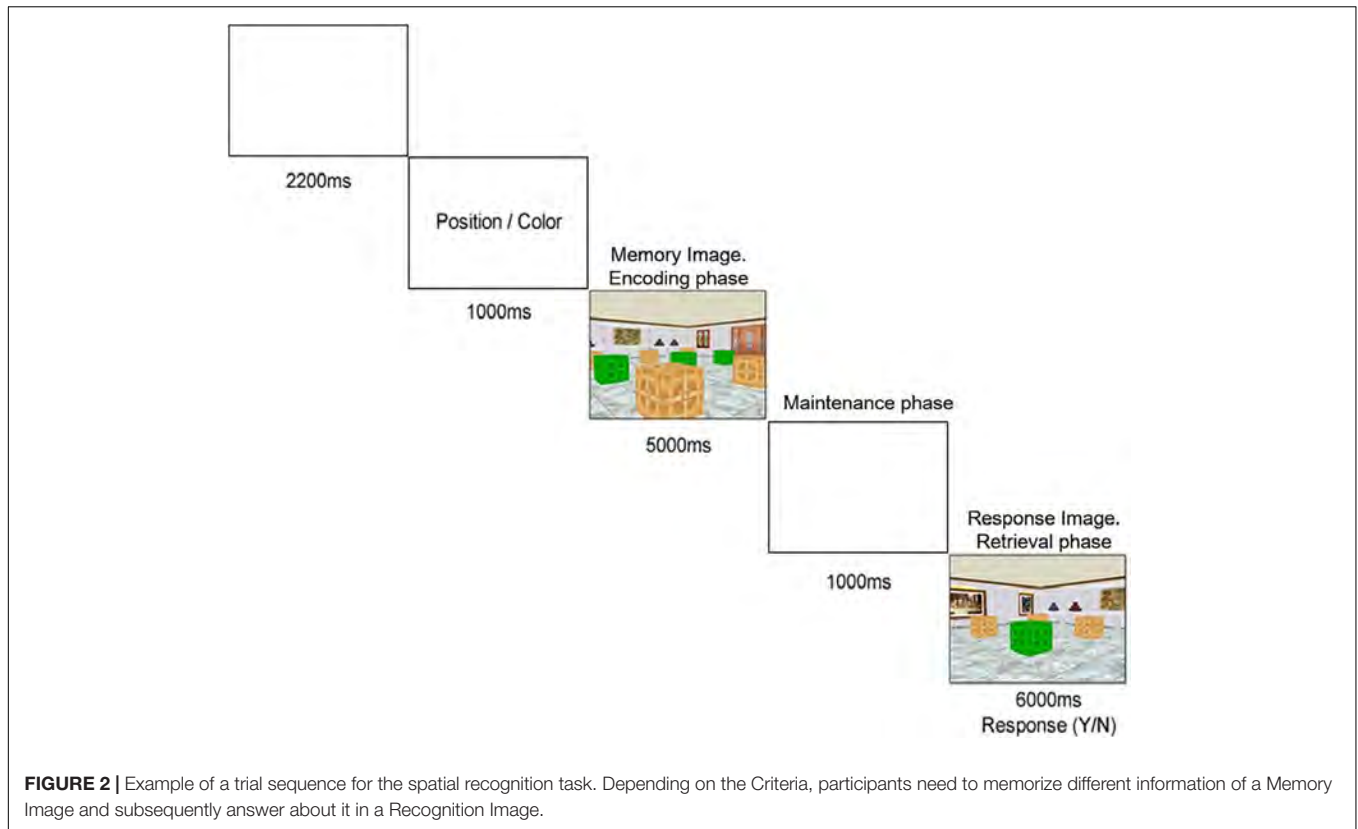 2200ms
Position / Color
1000ms
Memory Image.
Encoding phase
5000ms
Maintenance phase
1000ms
Response Image.
Retrieval phase
6000ms
Response (Y/N)
FIGURE 2 | Example of a trial sequence for the spatial recognition task. Depending on the Criteria, participants need to memorize different information of a Memory
Image and subsequently answer about it in a Recognition Image.